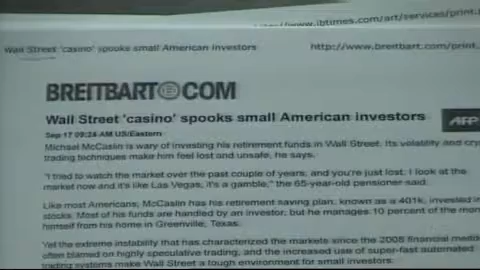 www.ibtimes.com/art/services/print.
Wall Street 'casino' spooks small American investors http://www.breitbart.com/print.
BREITBART COM
Wall Street 'casino' spooks small American investors
AFP
Sep 17 09:24 AM US/Eastern
Michael McCaslin is wary of investing his retirement funds in Wall Street. Its volatility and
trading techniques make him feel lost and unsafe, he says.
"I tried to watch the market over the past couple of years, and you're just lost. I look at the
market now and it's like Las Vegas, it's a gamble," the 65-year-old pensioner said.
Like most Americans, McCaslin has his retirement saving plan, known as a 401k, invested in
stocks. Most of his funds are handled by an investor, but he manages 10 percent of the
himself from his home in Greenville, Texas.
Yet the extreme instability that has characterized the markets since the 2008 financial
often blamed on highly speculative trading, and the increased use of super-fast automated
trading systems make Wall Street a tough environment for small investors.